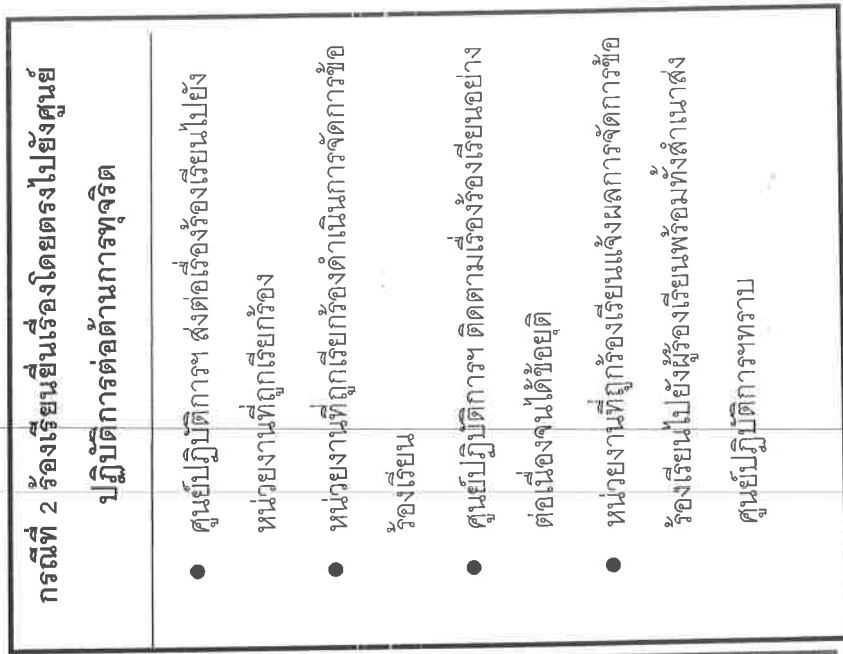 กรณีที่ 2 ร้องเรียนยื่นเรื่องโดยตรงไปยังศูนย์
ปฏิบัติการต่อต้านการทุจริต
● ศูนย์ปฏิบัติการฯ ส่งต่อเรื่องร้องเรียนไปยัง
หน่วยงานที่ถูกเรียกร้อง
● หน่วยงานที่ถูกเรียกร้องดำเนินการจัดการข้อ
ร้องเรียน
● ศูนย์ปฏิบัติการฯ ติดตามเรื่องร้องเรียนอย่าง
ต่อเนื่องจนได้ข้อยุติ
● หน่วยงานที่ถูกร้องเรียนแจ้งผลการจัดการข้อ
ร้องเรียนไปยังผู้ร้องเรียนพร้อมทั้งสำเนาส่ง
ศูนย์ปฏิบัติการฯทราบ